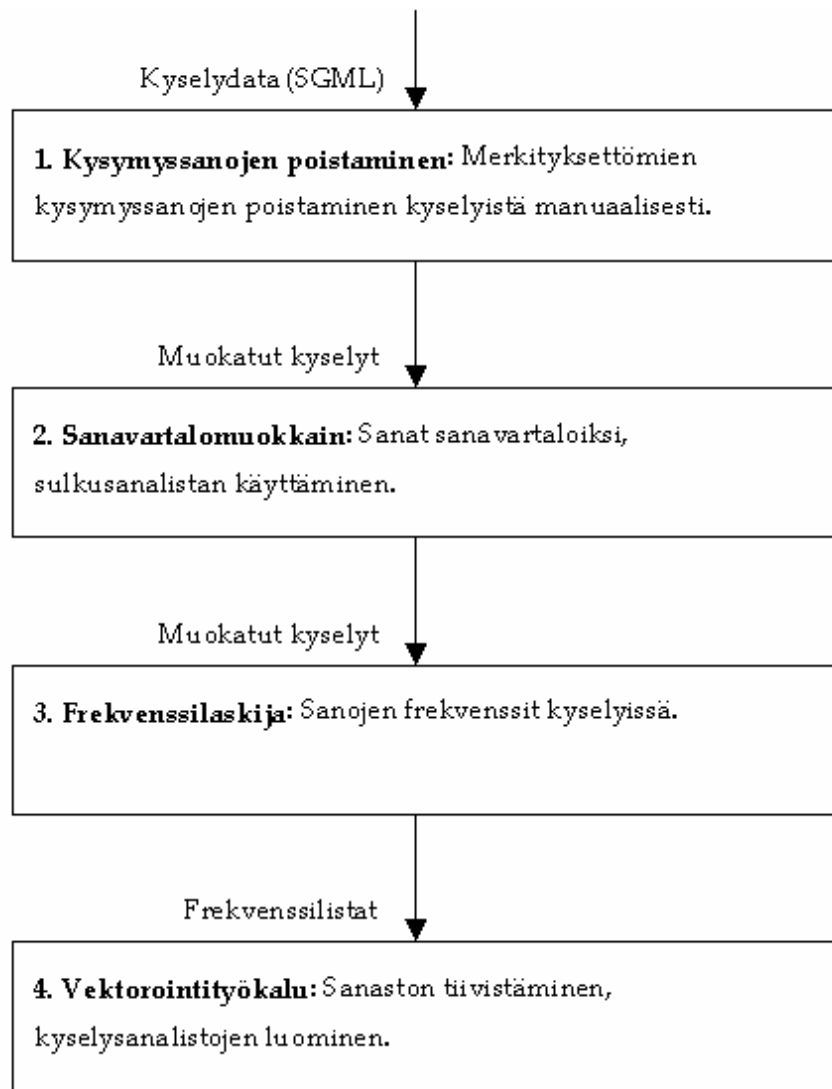 Kyselydata (SGML)
1. Kysymyssanojen poistaminen: Merkityksettömien
kysymyssanojen poistaminen kyselyistä manuaalisesti.
Muokatut kyselyt
2. Sanavartalomuokkain: Sanat sanavartaloiksi,
sulkusanalistan käyttäminen.
Muokatut kyselyt
3. Frekvenssilaskija: Sanojen frekvenssit kyselyissä.
Frekvenssilistat
4. Vektorointityökalu: Sanaston tiivistäminen,
kyselysanalistojen luominen.